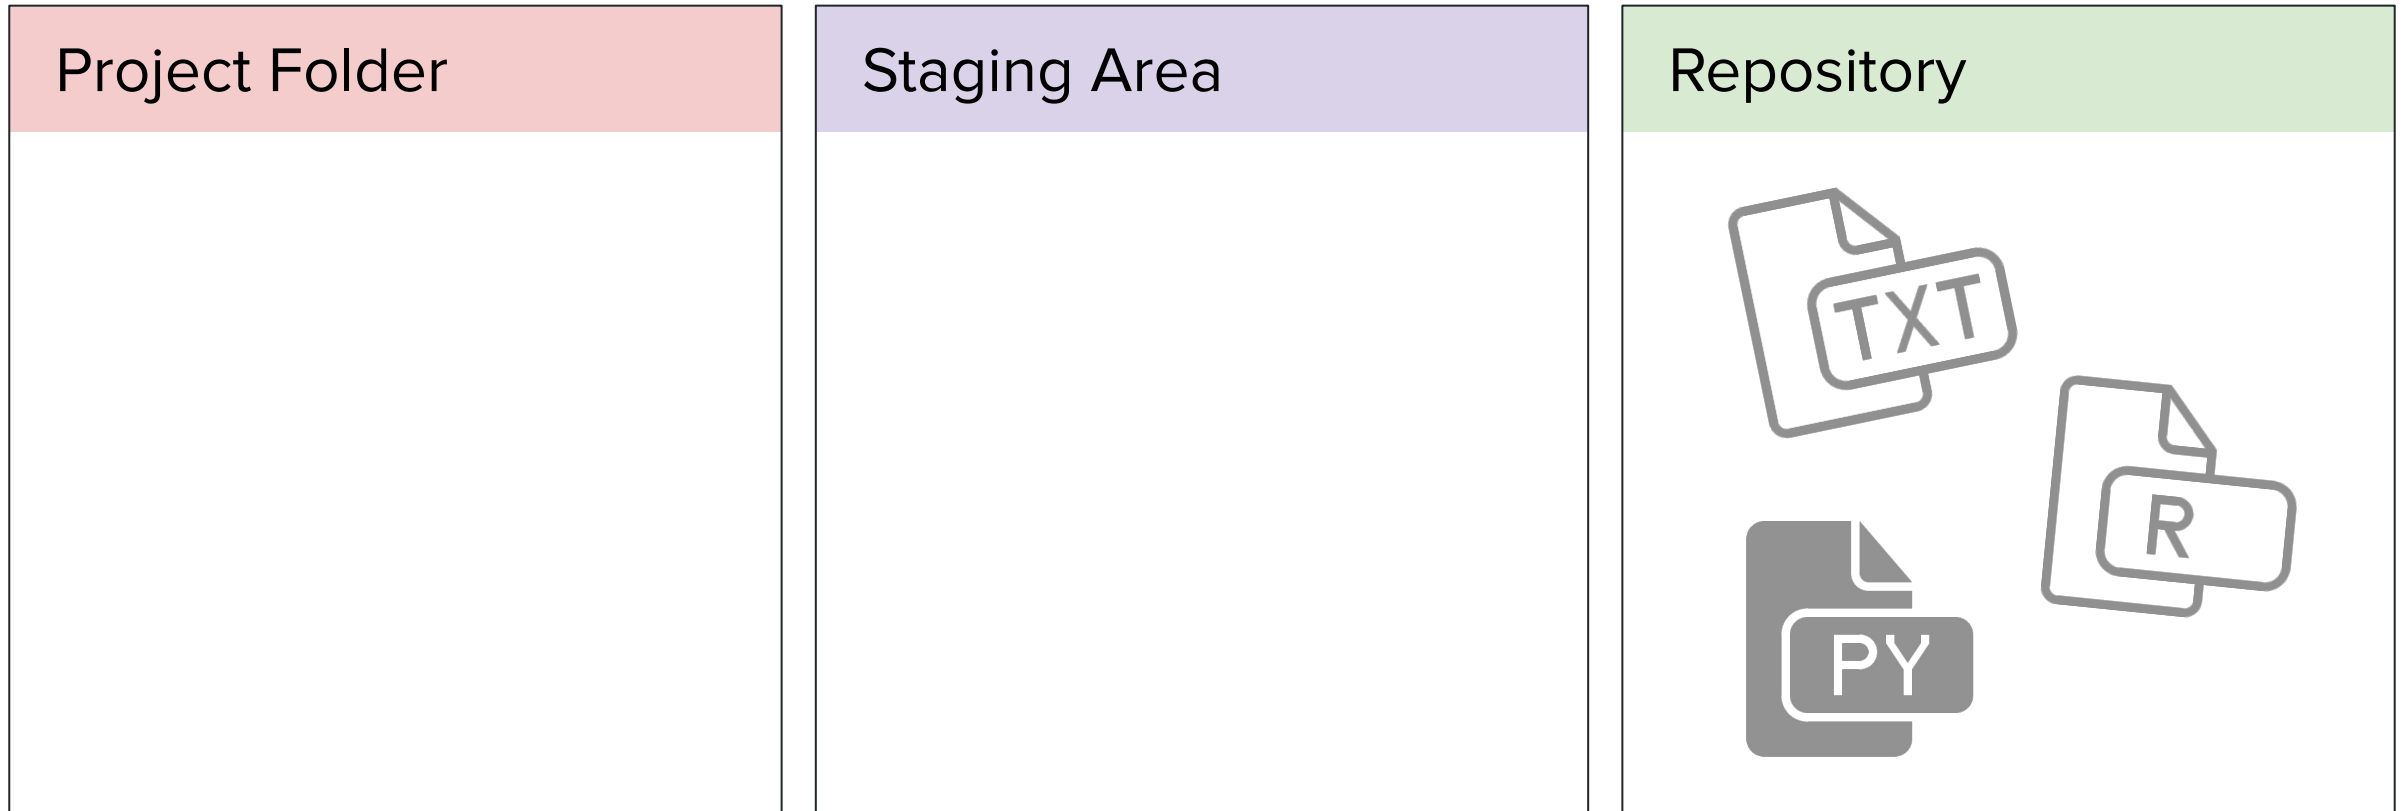 Project Folder
Staging Area
Repository
TXT
R
PY